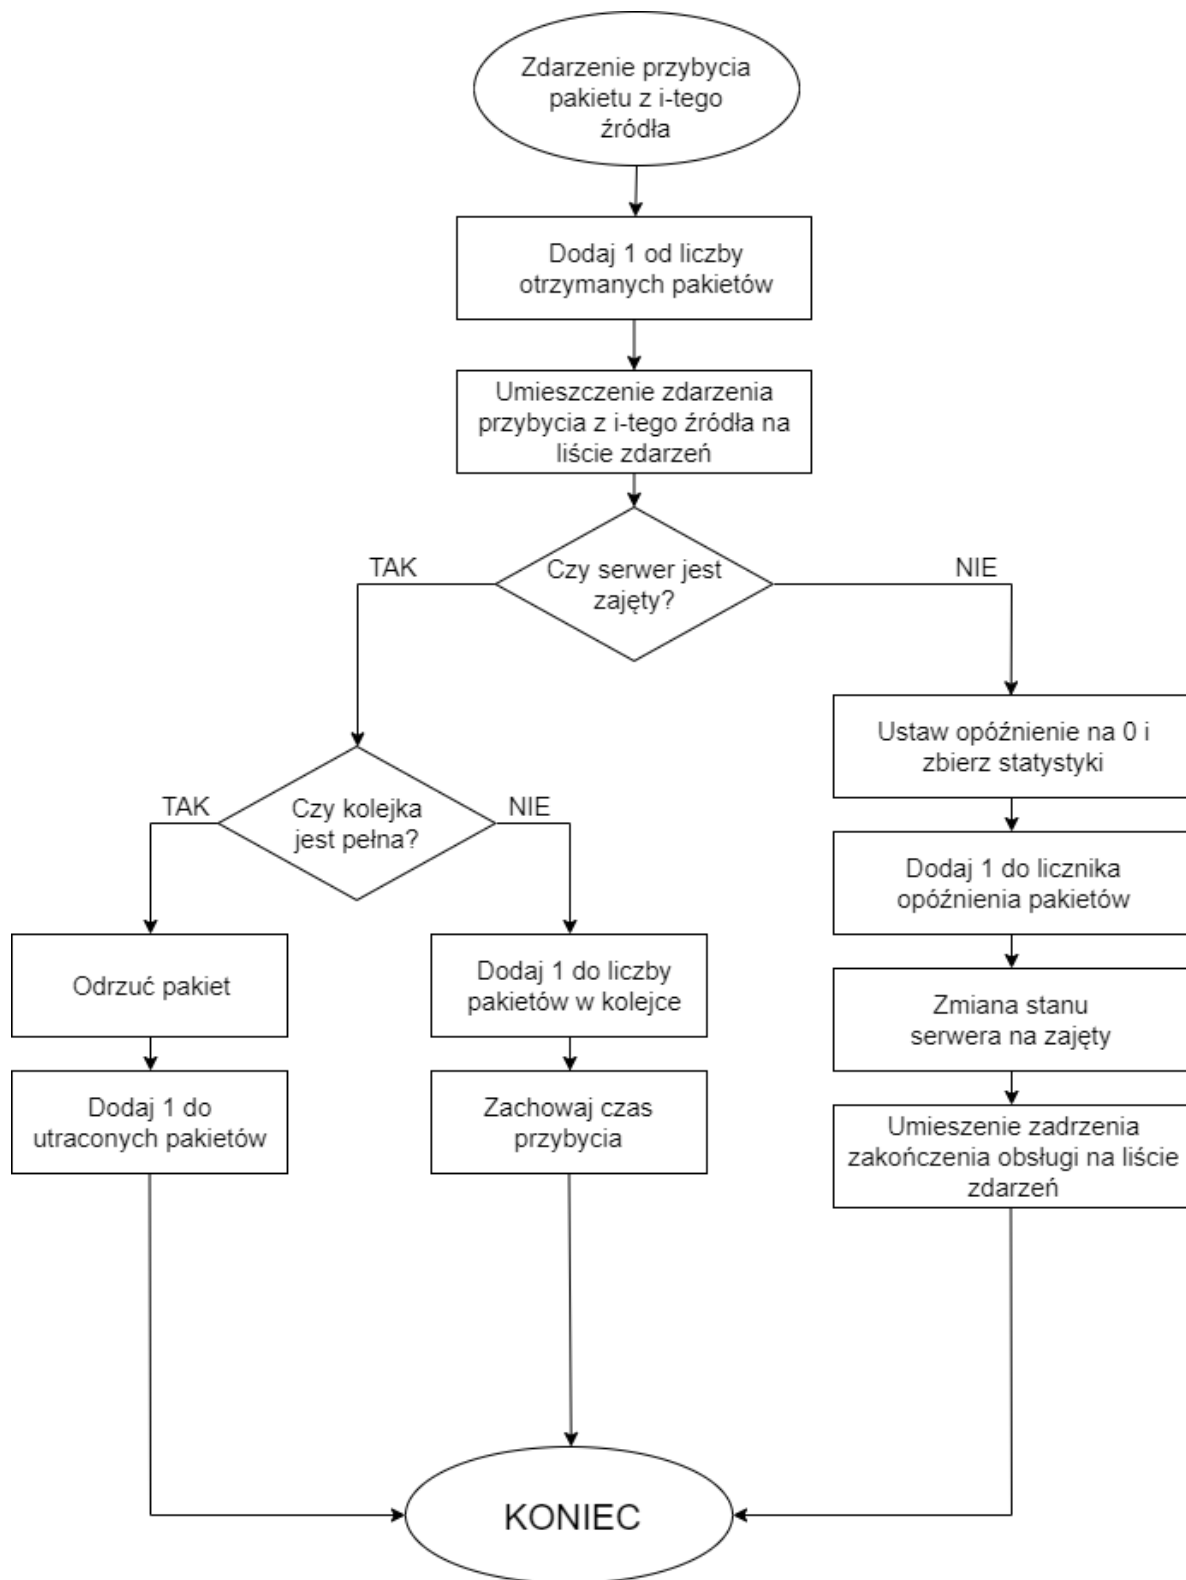 Zdarzenie przybycia
pakietu z i-tego
źródła
Dodaj 1 od liczby
otrzymanych pakietów
Umieszczenie zdarzenia
przybycia z i-tego źródła na
liście zdarzeń
Czy serwer jest
zajęty?
TAK
NIE
Czy kolejka
jest pełna?
TAK
NIE
Odrzuć pakiet
Dodaj 1 do
utraconych pakietów
Dodaj 1 do liczby
pakietów w kolejce
Zachowaj czas
przybycia
Ustaw opóźnienie na 0 i
zbierz statystyki
Dodaj 1 do licznika
opóźnienia pakietów
Zmiana stanu
serwera na zajęty
Umieszenie zadrzenia
zakończenia obsługi na liście
zdarzeń
KONIEC